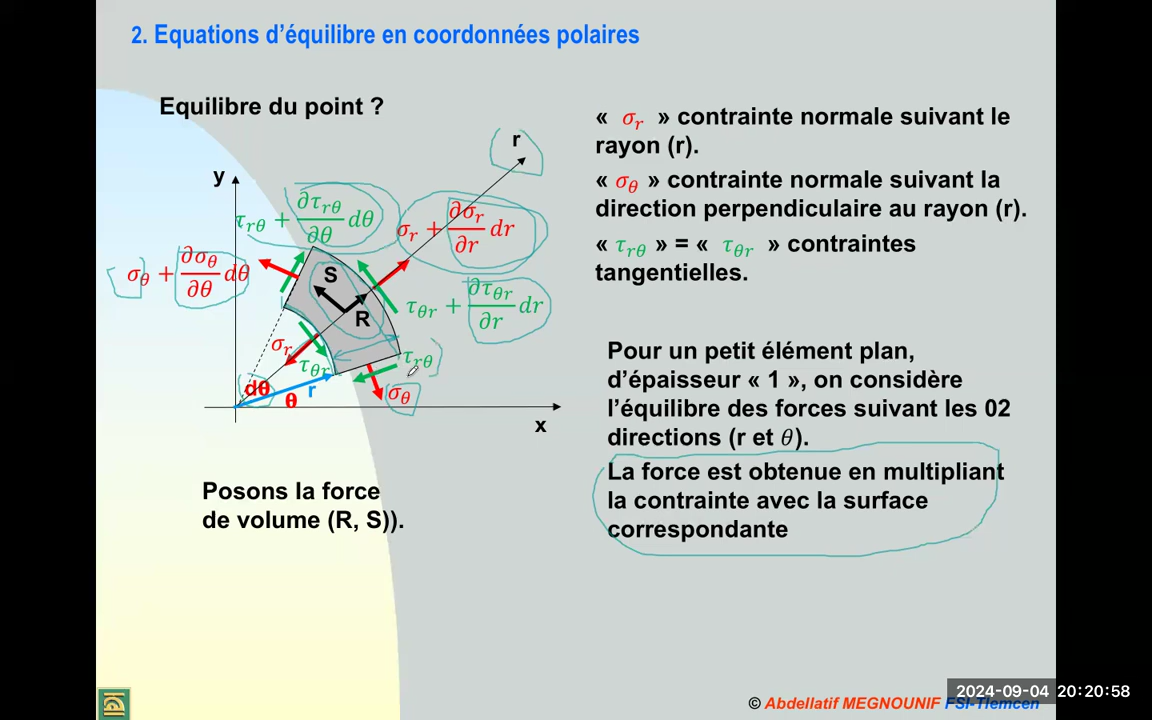 2. Equations d’équilibre en coordonnées polaires
Equilibre du point ?
r
y
τrθ + ∂τrθ/∂θ dθ
σr + ∂σr/∂r dr
σθ + ∂σθ/∂θ dθ
S
R
τθr + ∂τθr/∂r dr
σr
τθr
τrθ
dθ
θ
r
σθ
x
Posons la force
de volume (R, S)).
« σr » contrainte normale suivant le
rayon (r).
« σθ » contrainte normale suivant la
direction perpendiculaire au rayon (r).
« τrθ » = « τθr » contraintes
tangentielles.
Pour un petit élément plan,
d’épaisseur « 1 », on considère
l’équilibre des forces suivant les 02
directions (r et θ).
La force est obtenue en multipliant
la contrainte avec la surface
correspondante
2024-09-04 20:20:58
© Abdellatif MEGNOUNIF FSI-Tlemcen